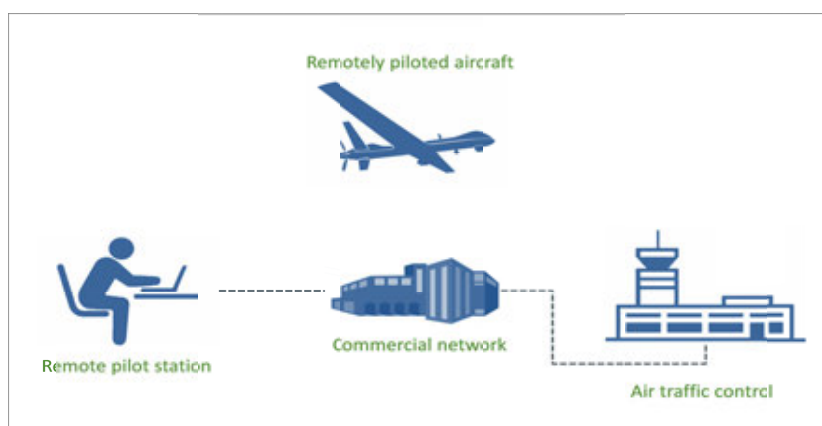 Remotely piloted aircraft
Commercial network
Remote pilot station
Air traffic control